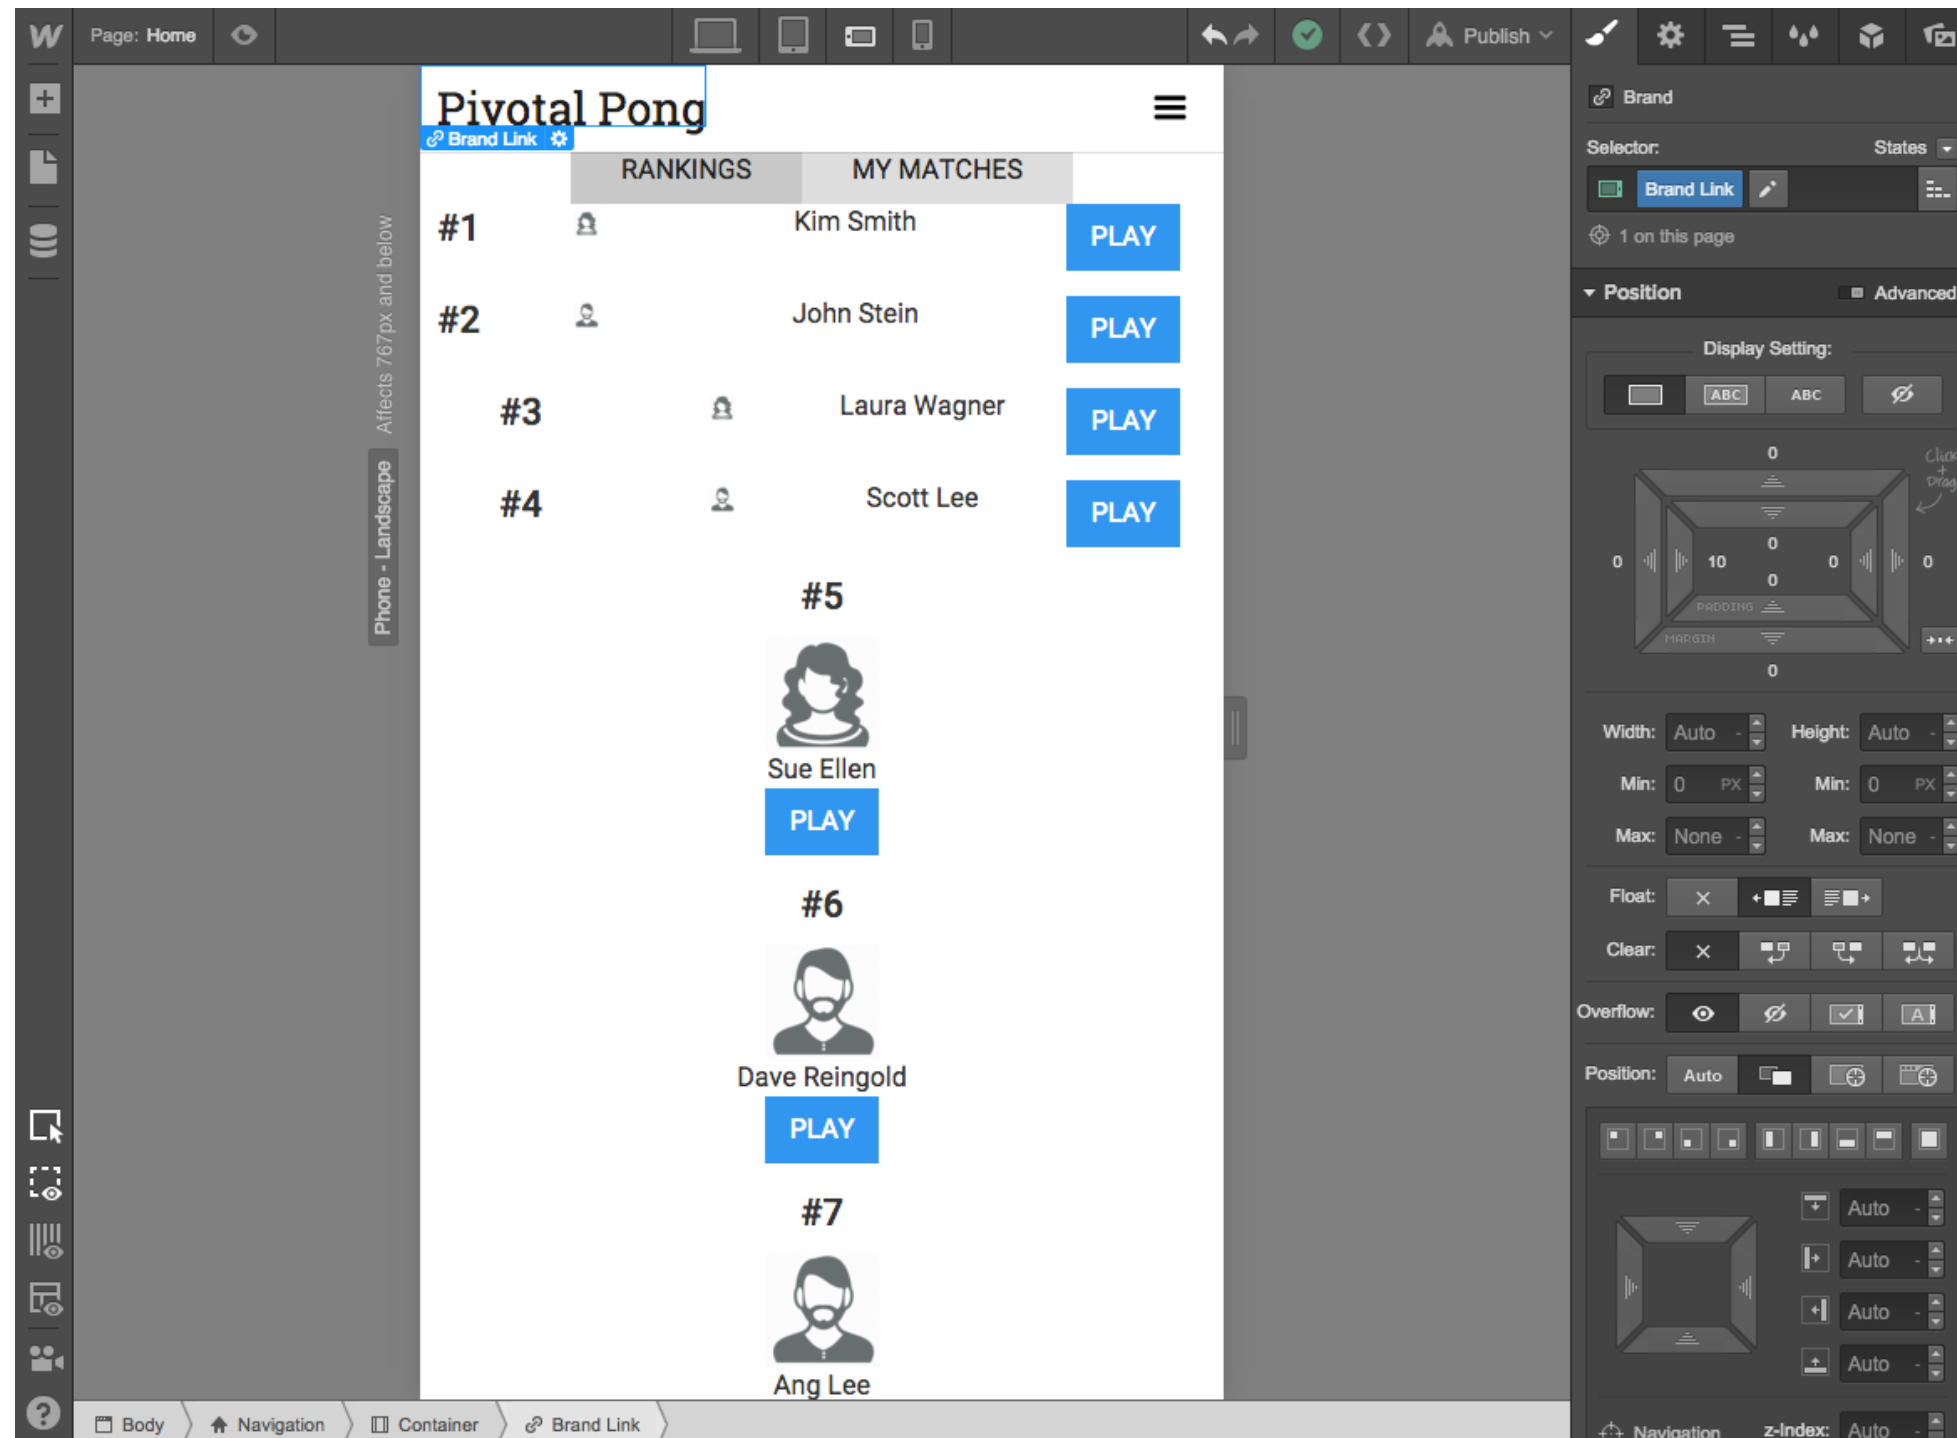 W Page: Home Publish
Brand
Selector: States
Brand Link
1 on this page
Position Advanced
Display Setting:
ABC ABC
0
Click
+
Drag
0
0 10 0 0
0
PADDING
MARGIN
0
Width: Auto - Height: Auto -
Min: 0 PX Min: 0 PX
Max: None - Max: None -
Float:
Clear:
Overflow:
Position: Auto
Auto -
Auto -
Auto -
Auto -
Navigation z-Index: Auto -
Affects 767px and below
Phone - Landscape
Pivotal Pong
Brand Link
RANKINGS MY MATCHES
#1 Kim Smith PLAY
#2 John Stein PLAY
#3 Laura Wagner PLAY
#4 Scott Lee PLAY
#5
Sue Ellen
PLAY
#6
Dave Reingold
PLAY
#7
Ang Lee
Body Navigation Container Brand Link